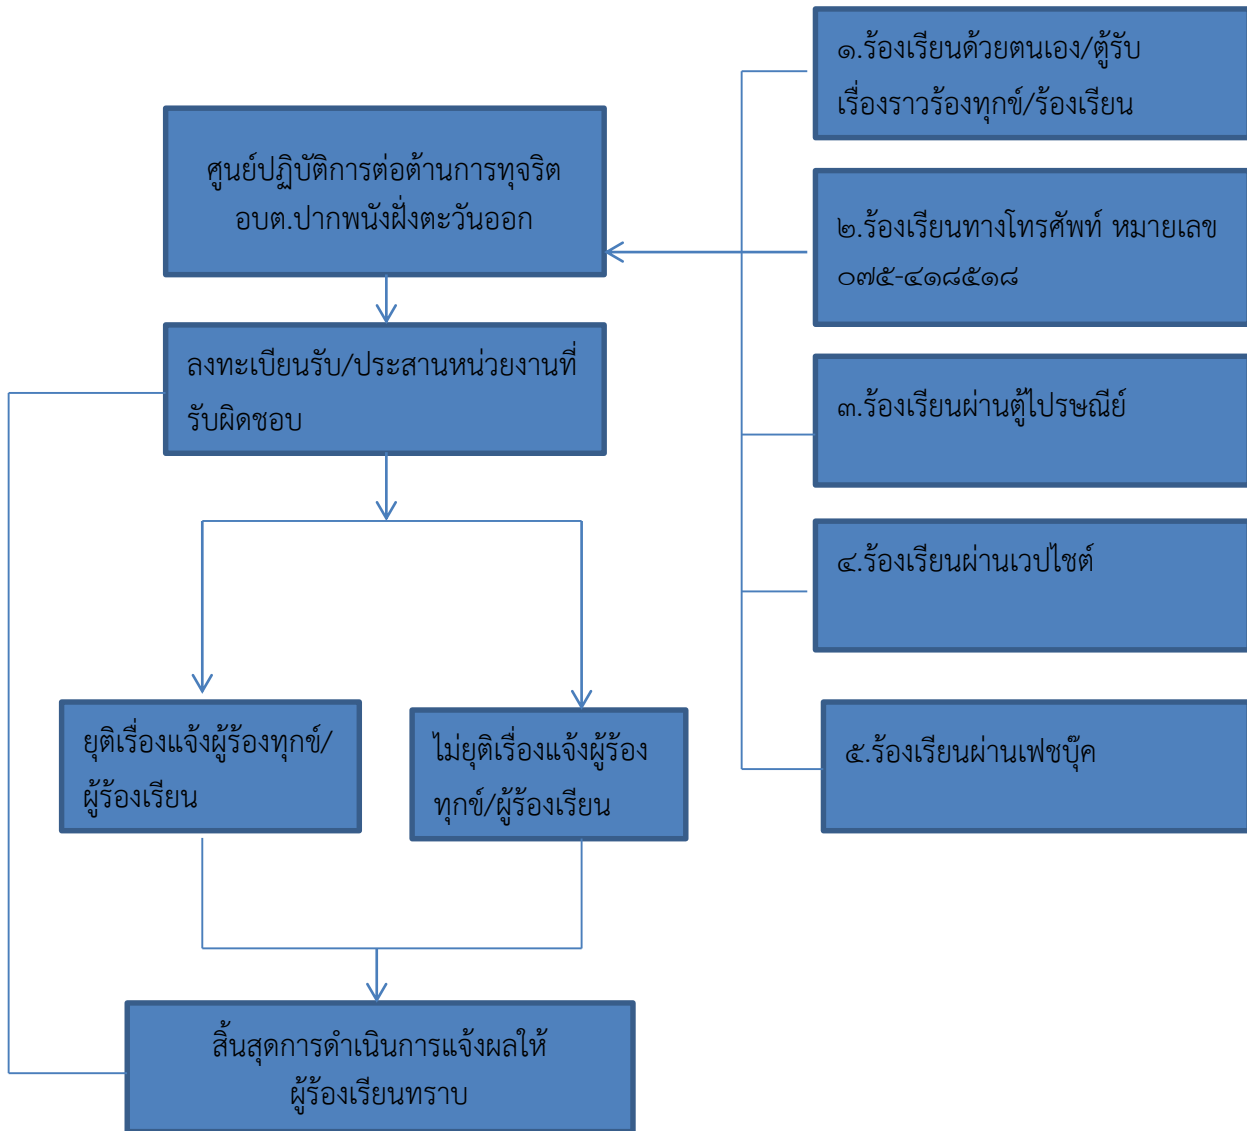 ศูนย์ปฏิบัติการต่อต้านการทุจริต
อบต.ปากพนังฝั่งตะวันออก
ลงทะเบียนรับ/ประสานหน่วยงานที่
รับผิดชอบ
ยุติเรื่องแจ้งผู้ร้องทุกข์/
ผู้ร้องเรียน
ไม่ยุติเรื่องแจ้งผู้ร้อง
ทุกข์/ผู้ร้องเรียน
สิ้นสุดการดำเนินการแจ้งผลให้
ผู้ร้องเรียนทราบ
๑.ร้องเรียนด้วยตนเอง/ตู้รับ
เรื่องราวร้องทุกข์/ร้องเรียน
๒.ร้องเรียนทางโทรศัพท์ หมายเลข
๐๗๕-๔๑๘๕๑๘
๓.ร้องเรียนผ่านตู้ไปรษณีย์
๔.ร้องเรียนผ่านเวปไซต์
๕.ร้องเรียนผ่านเฟซบุ๊ค